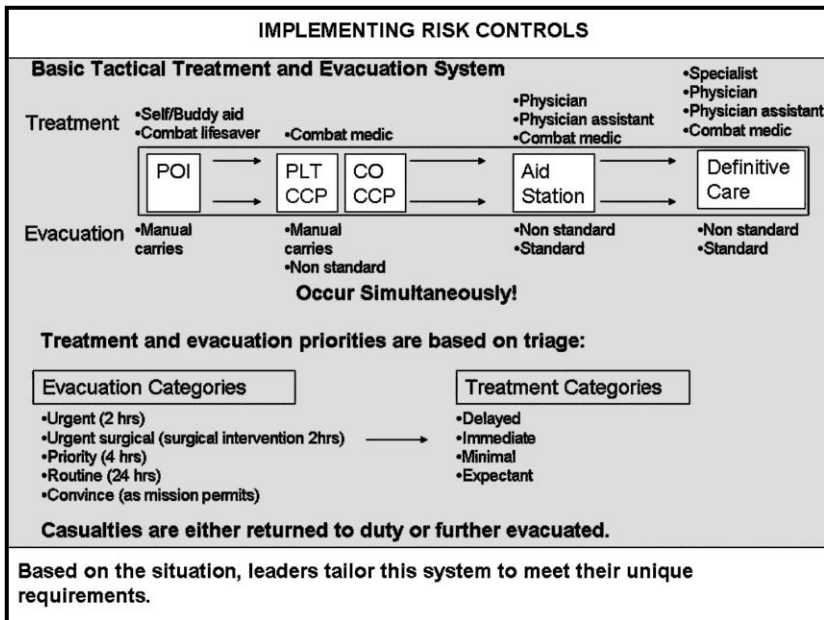 IMPLEMENTING RISK CONTROLS
Basic Tactical Treatment and Evacuation System
Treatment
•Self/Buddy aid
•Combat lifesaver
•Combat medic
•Physician
•Physician assistant
•Combat medic
•Specialist
•Physician
•Physician assistant
•Combat medic
POI
PLT
CCP
CO
CCP
Aid
Station
Definitive
Care
Evacuation
•Manual
carries
•Manual
carries
•Non standard
•Non standard
•Standard
•Non standard
•Standard
Occur Simultaneously!
Treatment and evacuation priorities are based on triage:
Evacuation Categories
•Urgent (2 hrs)
•Urgent surgical (surgical intervention 2hrs)
•Priority (4 hrs)
•Routine (24 hrs)
•Convince (as mission permits)
Treatment Categories
•Delayed
•Immediate
•Minimal
•Expectant
Casualties are either returned to duty or further evacuated.
Based on the situation, leaders tailor this system to meet their unique
requirements.